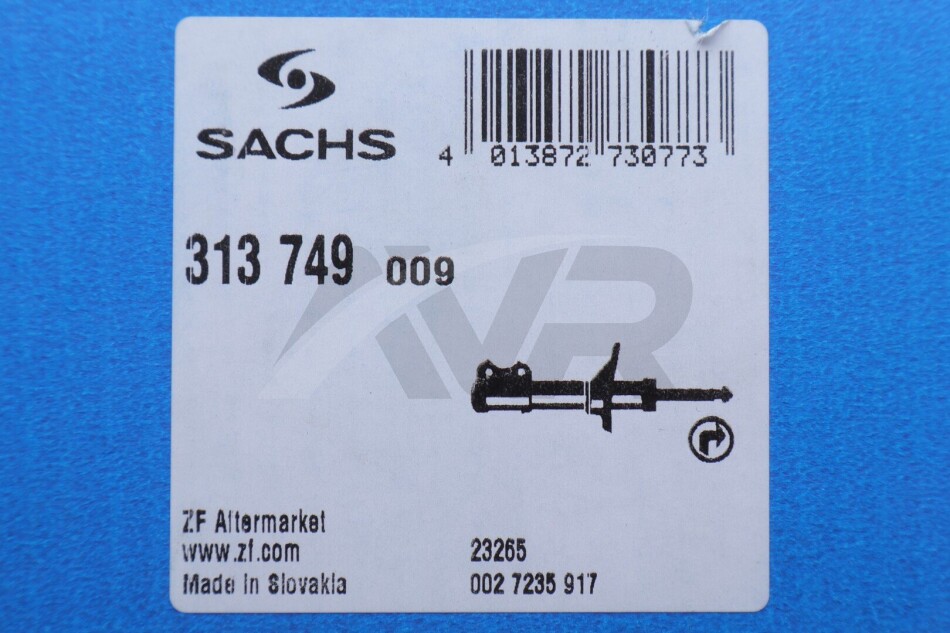 SACHS
4 013872 730773
313 749 009
AVR
ZF Aftermarket
www.zf.com
Made in Slovakia
23265
002 7235 917